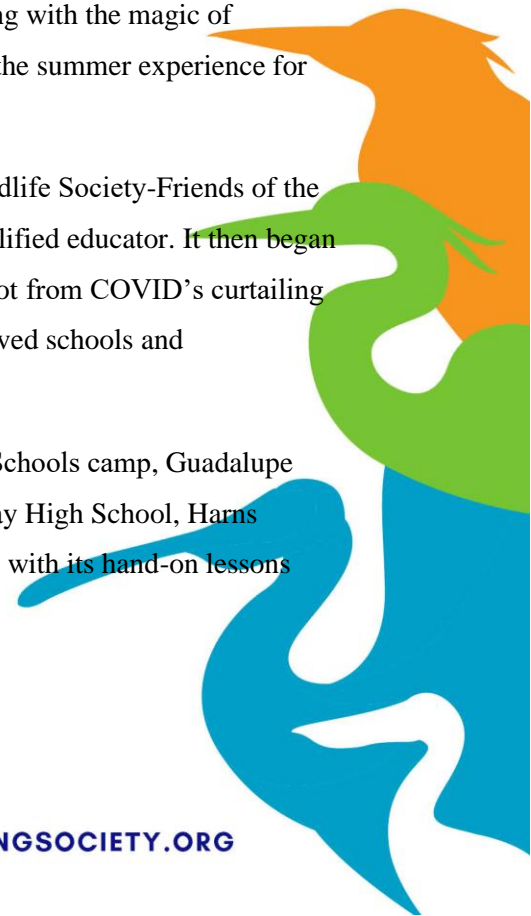 ng with the magic of
the summer experience for
dlife Society-Friends of the
lified educator. It then began
ot from COVID’s curtailing
ved schools and
Schools camp, Guadalupe
ay High School, Harns
with its hand-on lessons
NGSOCIETY.ORG